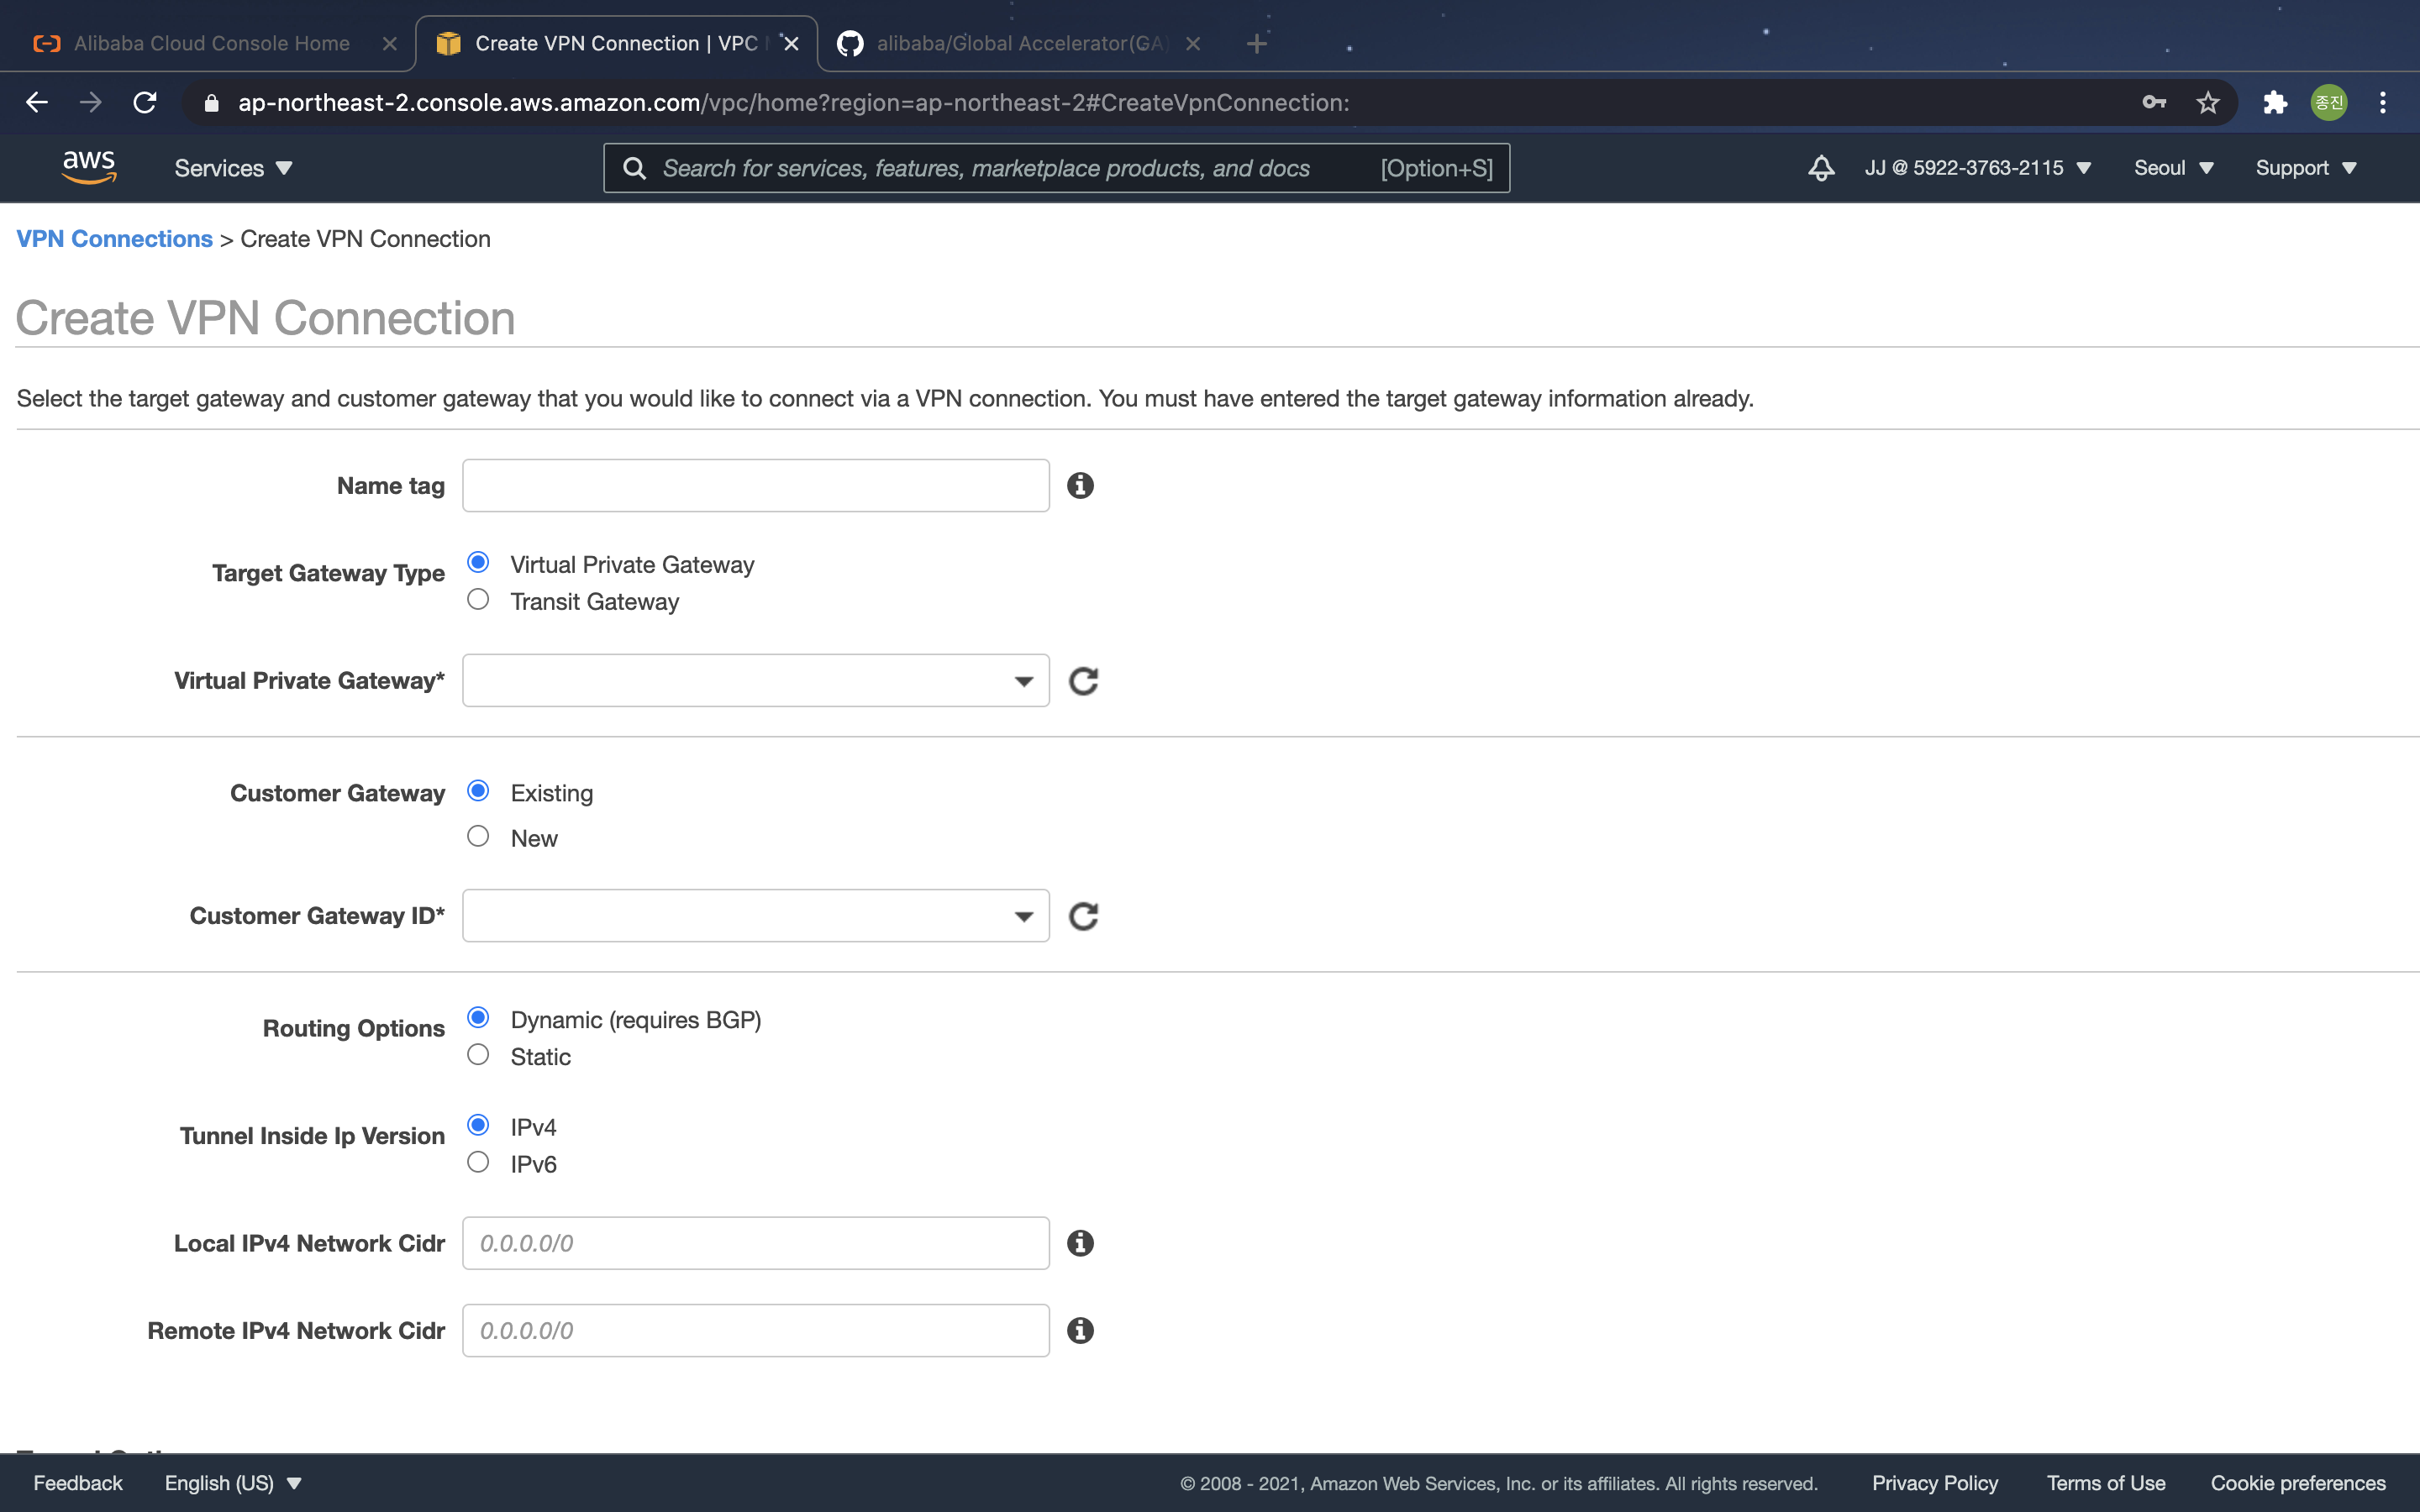 Alibaba Cloud Console Home
Create VPN Connection | VPC
alibaba/Global Accelerator(GA)
ap-northeast-2.console.aws.amazon.com/vpc/home?region=ap-northeast-2#CreateVpnConnection:
종진
aws
Services
Search for services, features, marketplace products, and docs
[Option+S]
JJ @ 5922-3763-2115
Seoul
Support
VPN Connections > Create VPN Connection
Create VPN Connection
Select the target gateway and customer gateway that you would like to connect via a VPN connection. You must have entered the target gateway information already.
Name tag
Target Gateway Type
Virtual Private Gateway
Transit Gateway
Virtual Private Gateway*
Customer Gateway
Existing
New
Customer Gateway ID*
Routing Options
Dynamic (requires BGP)
Static
Tunnel Inside Ip Version
IPv4
IPv6
Local IPv4 Network Cidr
0.0.0.0/0
Remote IPv4 Network Cidr
0.0.0.0/0
Feedback
English (US)
© 2008 - 2021, Amazon Web Services, Inc. or its affiliates. All rights reserved.
Privacy Policy
Terms of Use
Cookie preferences